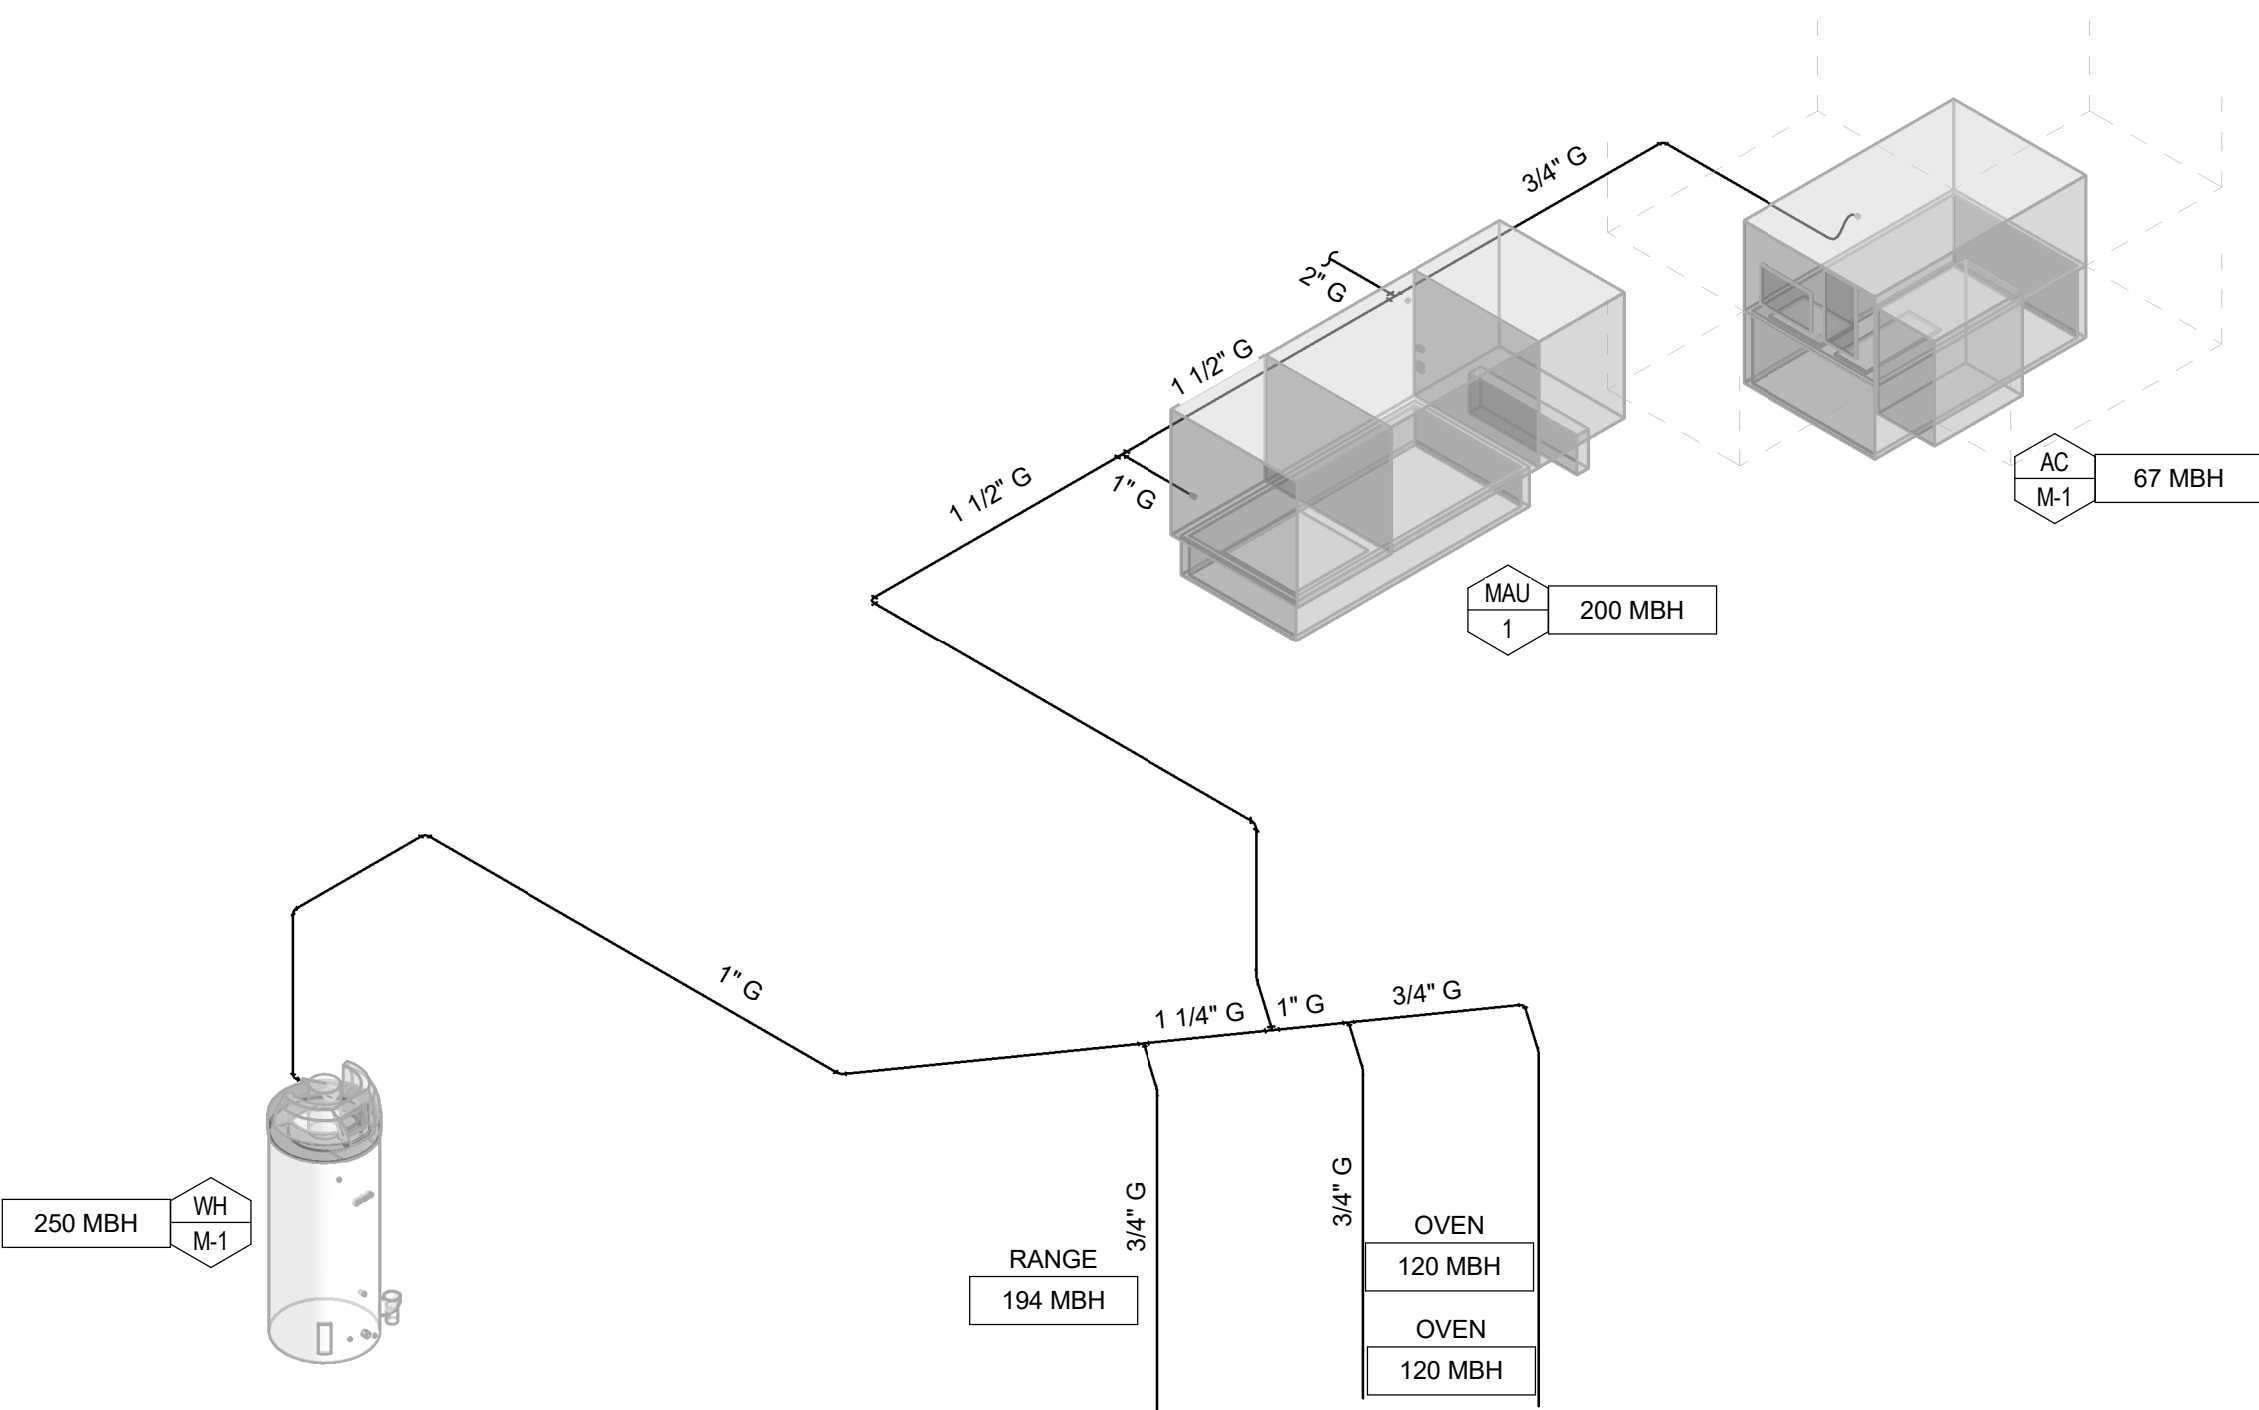 3/4" G
2" G
1 1/2" G
1 1/2" G
1" G
AC
M-1
67 MBH
MAU
1
200 MBH
1" G
1 1/4" G
1" G
3/4" G
3/4" G
3/4" G
250 MBH
WH
M-1
RANGE
194 MBH
OVEN
120 MBH
OVEN
120 MBH